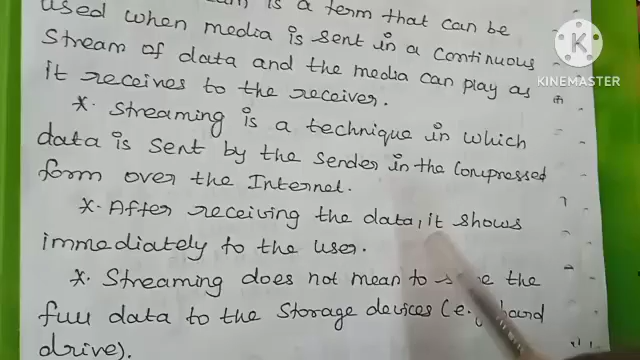 is a term that can be
used when media is sent in a continuous
stream of data and the media can play as
it receives to the receiver.
*. Streaming is a technique in which
data is sent by the sender in the compressed
form over the Internet.
*. After receiving the data, it shows
immediately to the user.
*. Streaming does not mean to the
full data to the storage devices (e.g hard
drive).
K
KINEMASTER